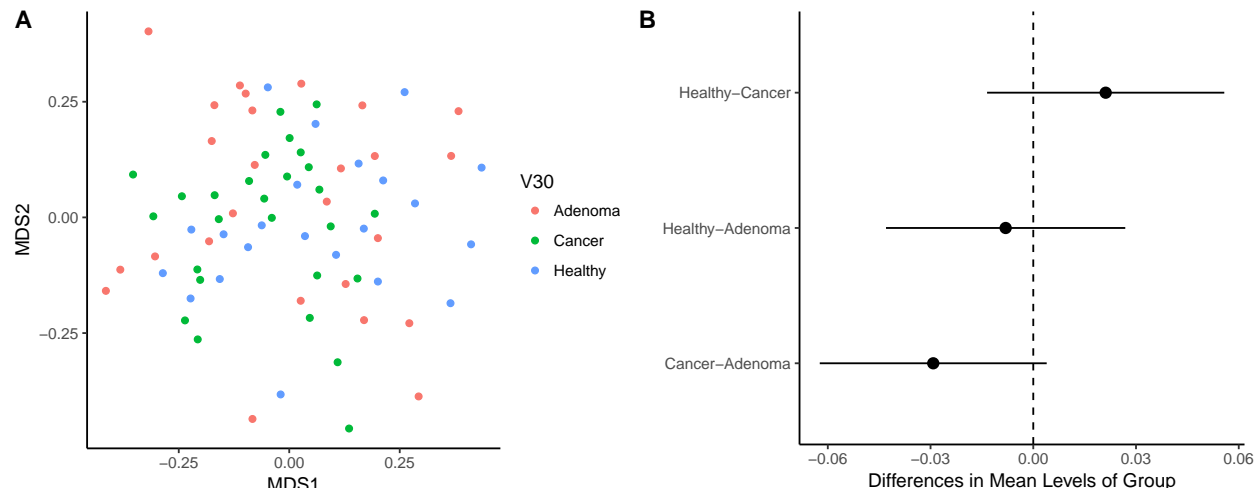 A
MDS2
0.25
0.00
−0.25
−0.25
0.00
0.25
MDS1
V30
Adenoma
Cancer
Healthy
B
Healthy−Cancer
Healthy−Adenoma
Cancer−Adenoma
−0.06
−0.03
0.00
0.03
0.06
Differences in Mean Levels of Group